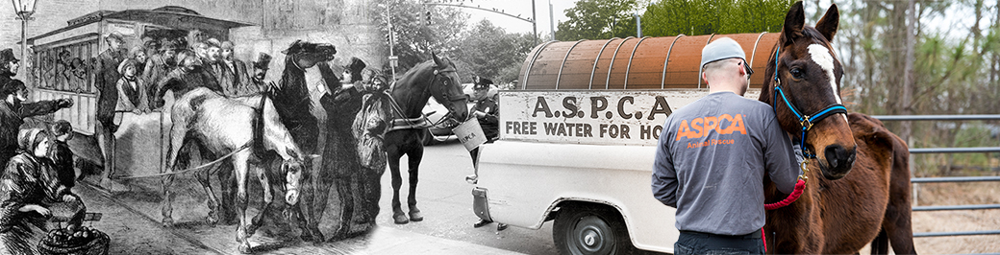 A.S.P.C.A
FREE WATER FOR HO
ASPCA
Animal Rescue